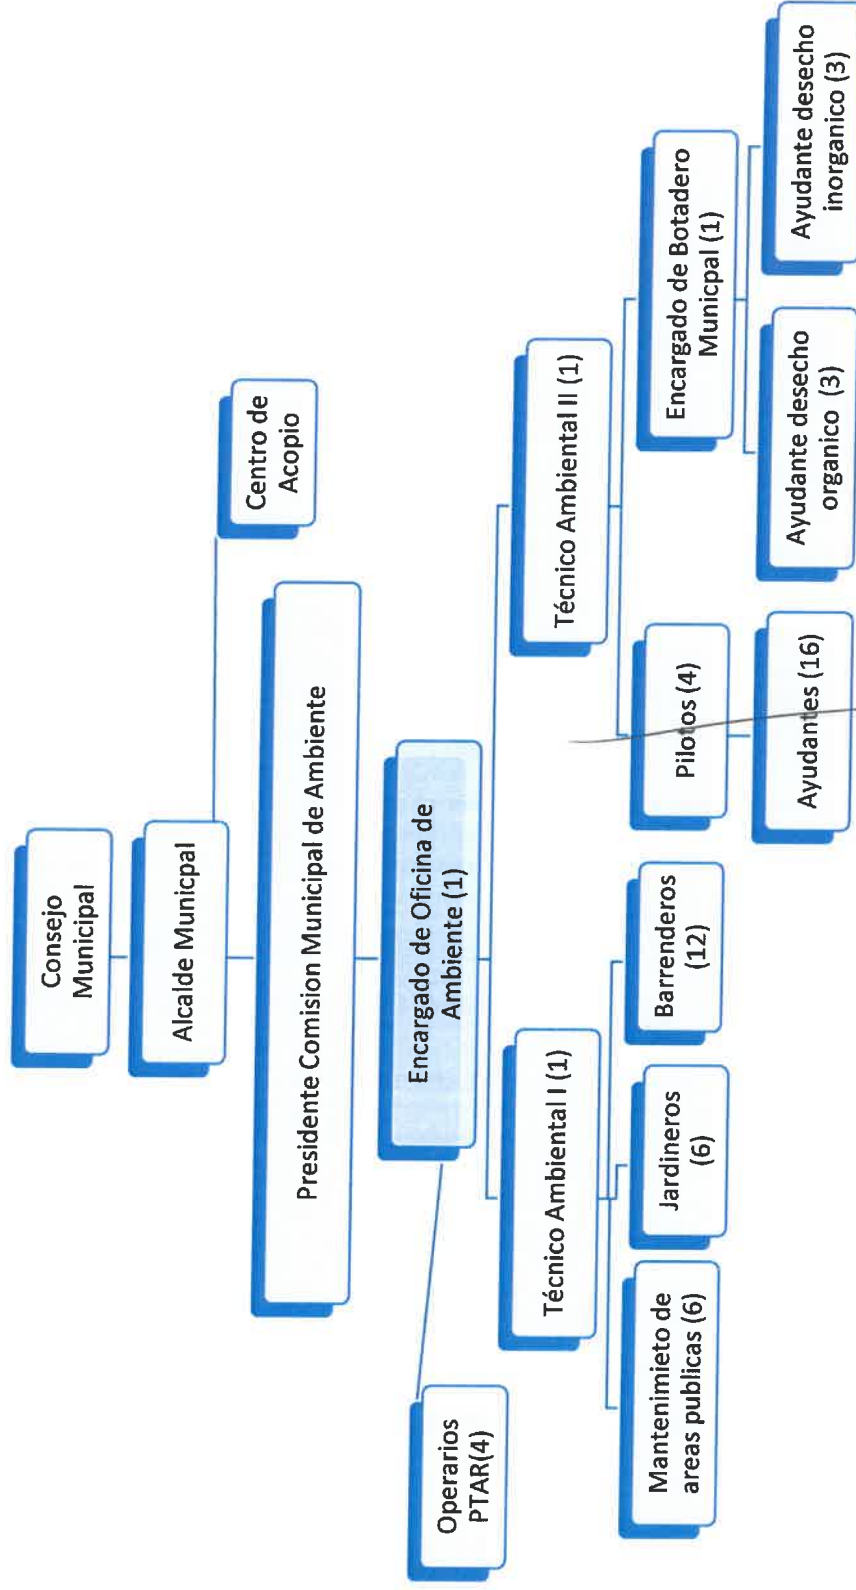 Consejo
Municipal
Alcalde Municpal
Centro de
Acopio
Presidente Comision Municipal de Ambiente
Encargado de Oficina de
Ambiente (1)
Operarios
PTAR(4)
Técnico Ambiental I (1)
Técnico Ambiental II (1)
Mantenimieto de
areas publicas (6)
Jardineros
(6)
Barrenderos
(12)
Pilotos (4)
Encargado de Botadero
Municpal (1)
Ayudantes (16)
Ayudante desecho
organico (3)
Ayudante desecho
inorganico (3)